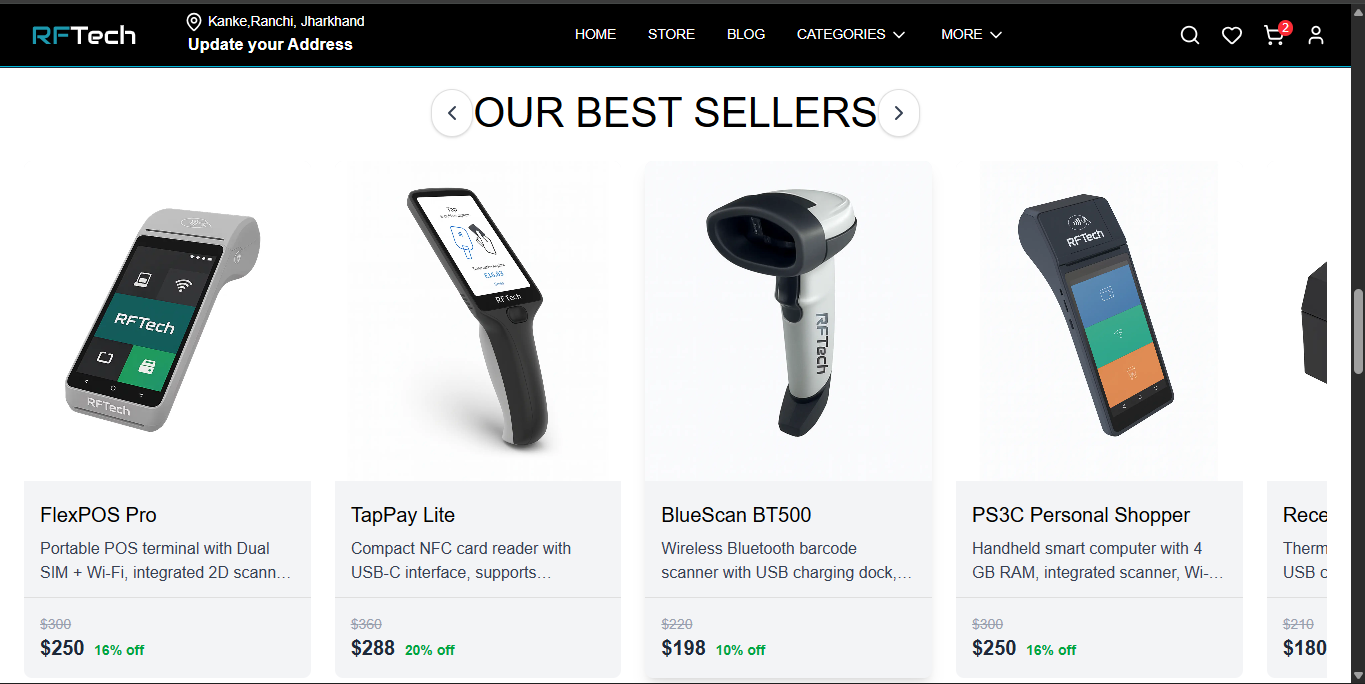 RFTech
Kanke,Ranchi, Jharkhand
Update your Address
HOME
STORE
BLOG
CATEGORIES
MORE
2
OUR BEST SELLERS
RFTech
RFTech
Tap
RFTech
RFTech
RFTech
FlexPOS Pro
Portable POS terminal with Dual
SIM + Wi-Fi, integrated 2D scann…
$300
$250 16% off
TapPay Lite
Compact NFC card reader with
USB-C interface, supports…
$360
$288 20% off
BlueScan BT500
Wireless Bluetooth barcode
scanner with USB charging dock,…
$220
$198 10% off
PS3C Personal Shopper
Handheld smart computer with 4
GB RAM, integrated scanner, Wi-…
$300
$250 16% off
Rece
Therm
USB c
$210
$180